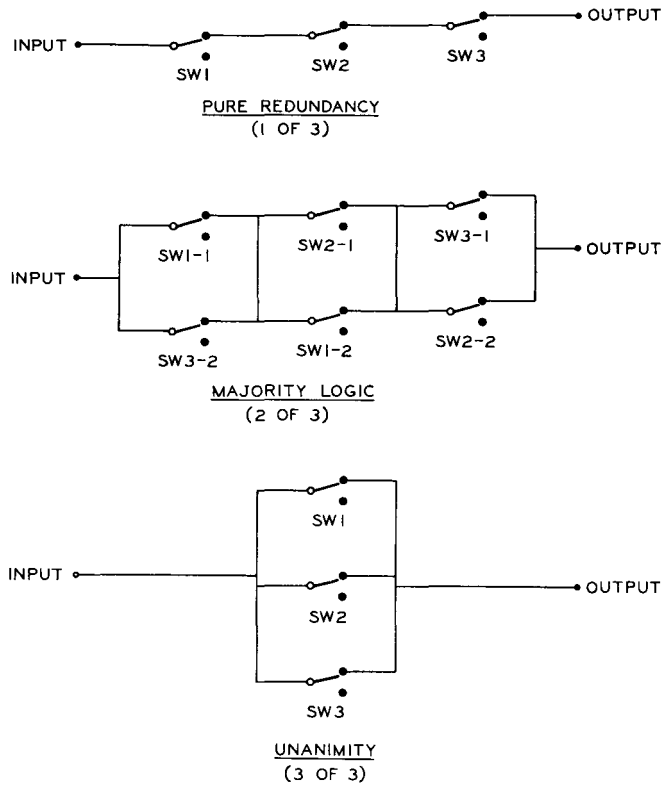 INPUT
OUTPUT
SW1
SW2
SW3
PURE REDUNDANCY
(1 OF 3)
INPUT
OUTPUT
SW1-1
SW2-1
SW3-1
SW3-2
SW1-2
SW2-2
MAJORITY LOGIC
(2 OF 3)
INPUT
OUTPUT
SW1
SW2
SW3
UNANIMITY
(3 OF 3)